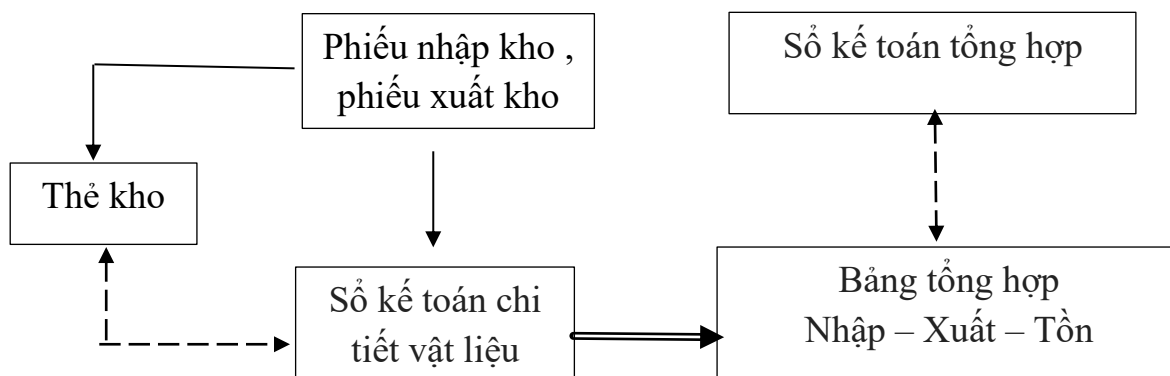 Phiếu nhập kho ,
phiếu xuất kho
Sổ kế toán tổng hợp
Thẻ kho
Sổ kế toán chi
tiết vật liệu
Bảng tổng hợp
Nhập – Xuất – Tồn